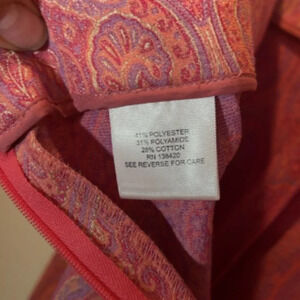 41% POLYESTER
31% POLYAMIDE
28% COTTON
RN 138420
SEE REVERSE FOR CARE